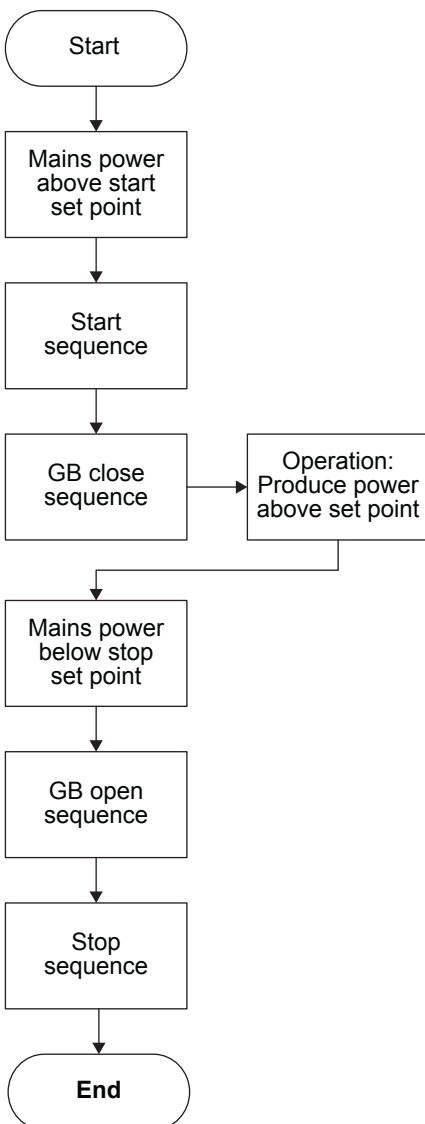 Start
Mains power
above start
set point
Start
sequence
GB close
sequence
Operation:
Produce power
above set point
Mains power
below stop
set point
GB open
sequence
Stop
sequence
End